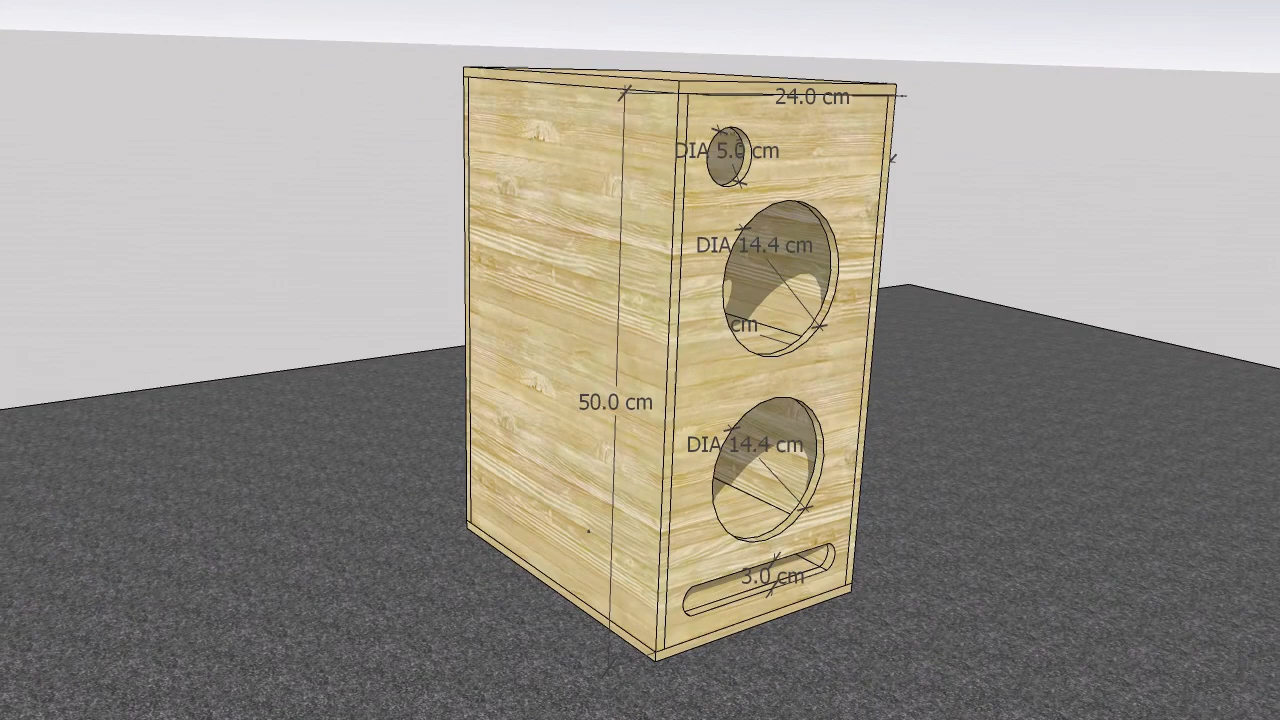 24.0 cm
DIA 5.0 cm
DIA 14.4 cm
cm
50.0 cm
DIA 14.4 cm
3.0 cm